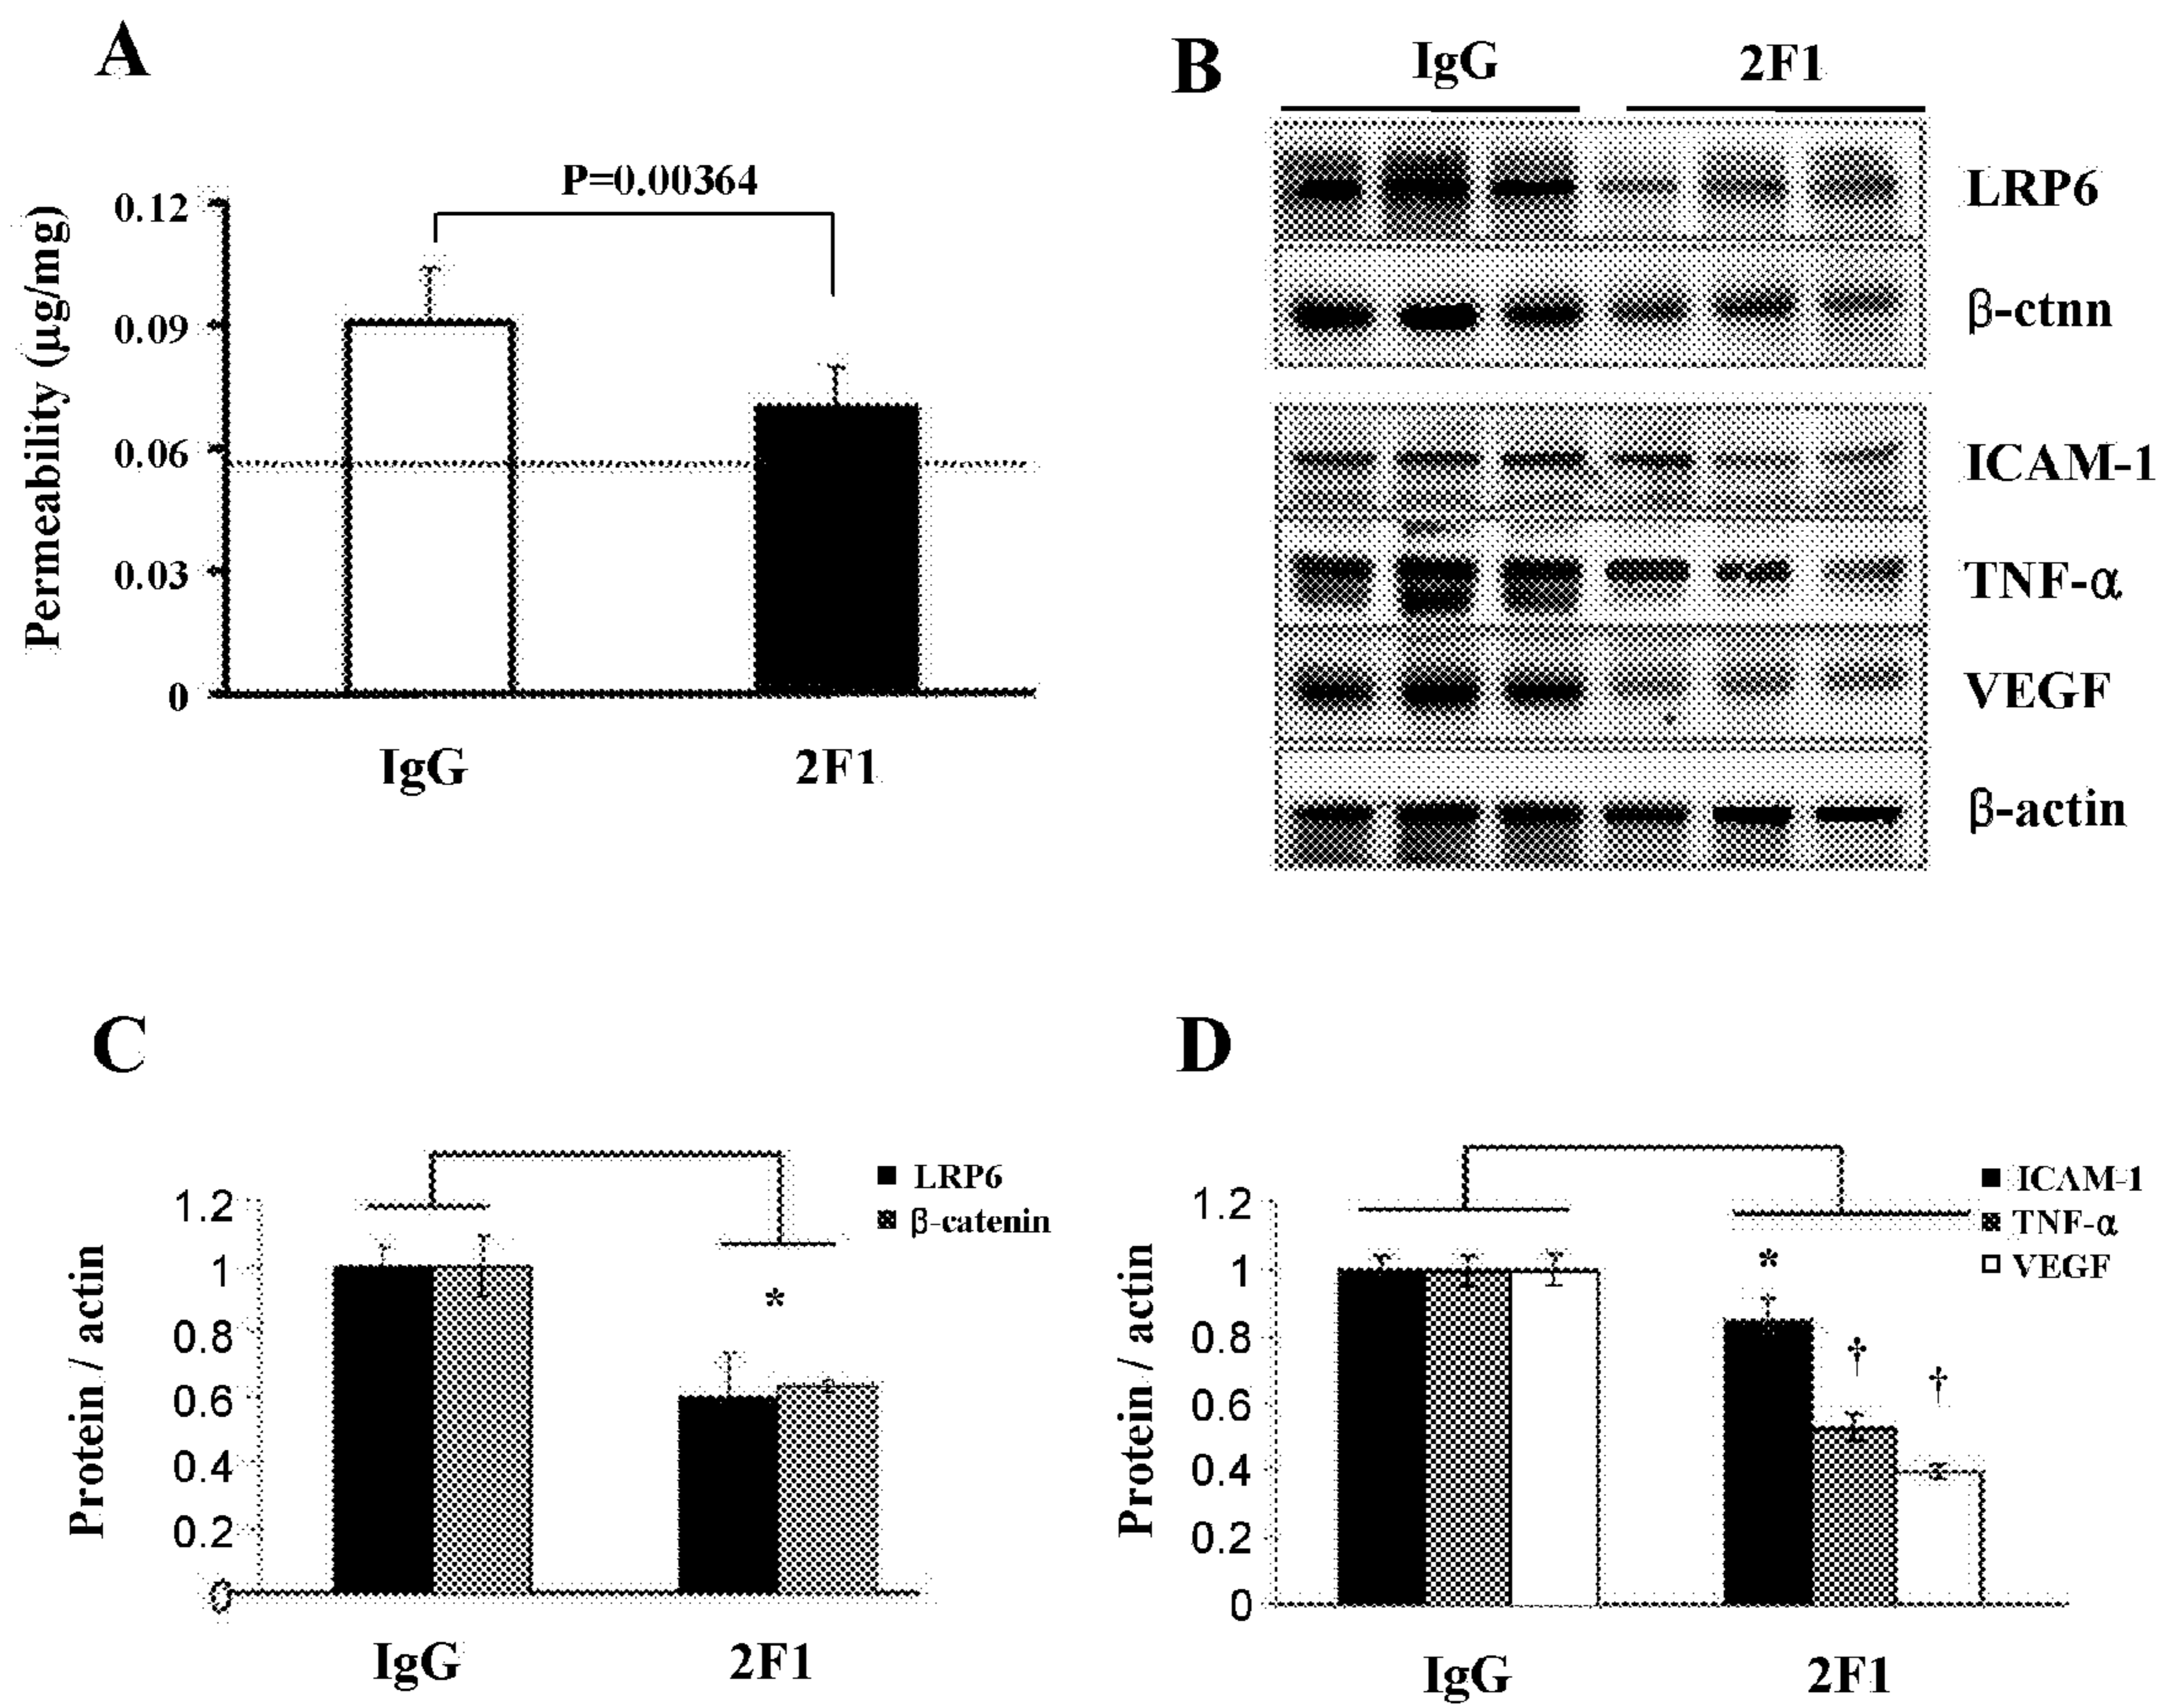 A
P=0.00364
Permeability (μg/mg)
0.12
0.09
0.06
0.03
0
IgG
2F1
B
IgG
2F1
LRP6
β-ctnn
ICAM-1
TNF-α
VEGF
β-actin
C
LRP6
β-catenin
Protein / actin
1.2
1
0.8
0.6
0.4
0.2
0
*
IgG
2F1
D
ICAM-1
TNF-α
VEGF
Protein / actin
1.2
1
0.8
0.6
0.4
0.2
0
*
†
†
IgG
2F1